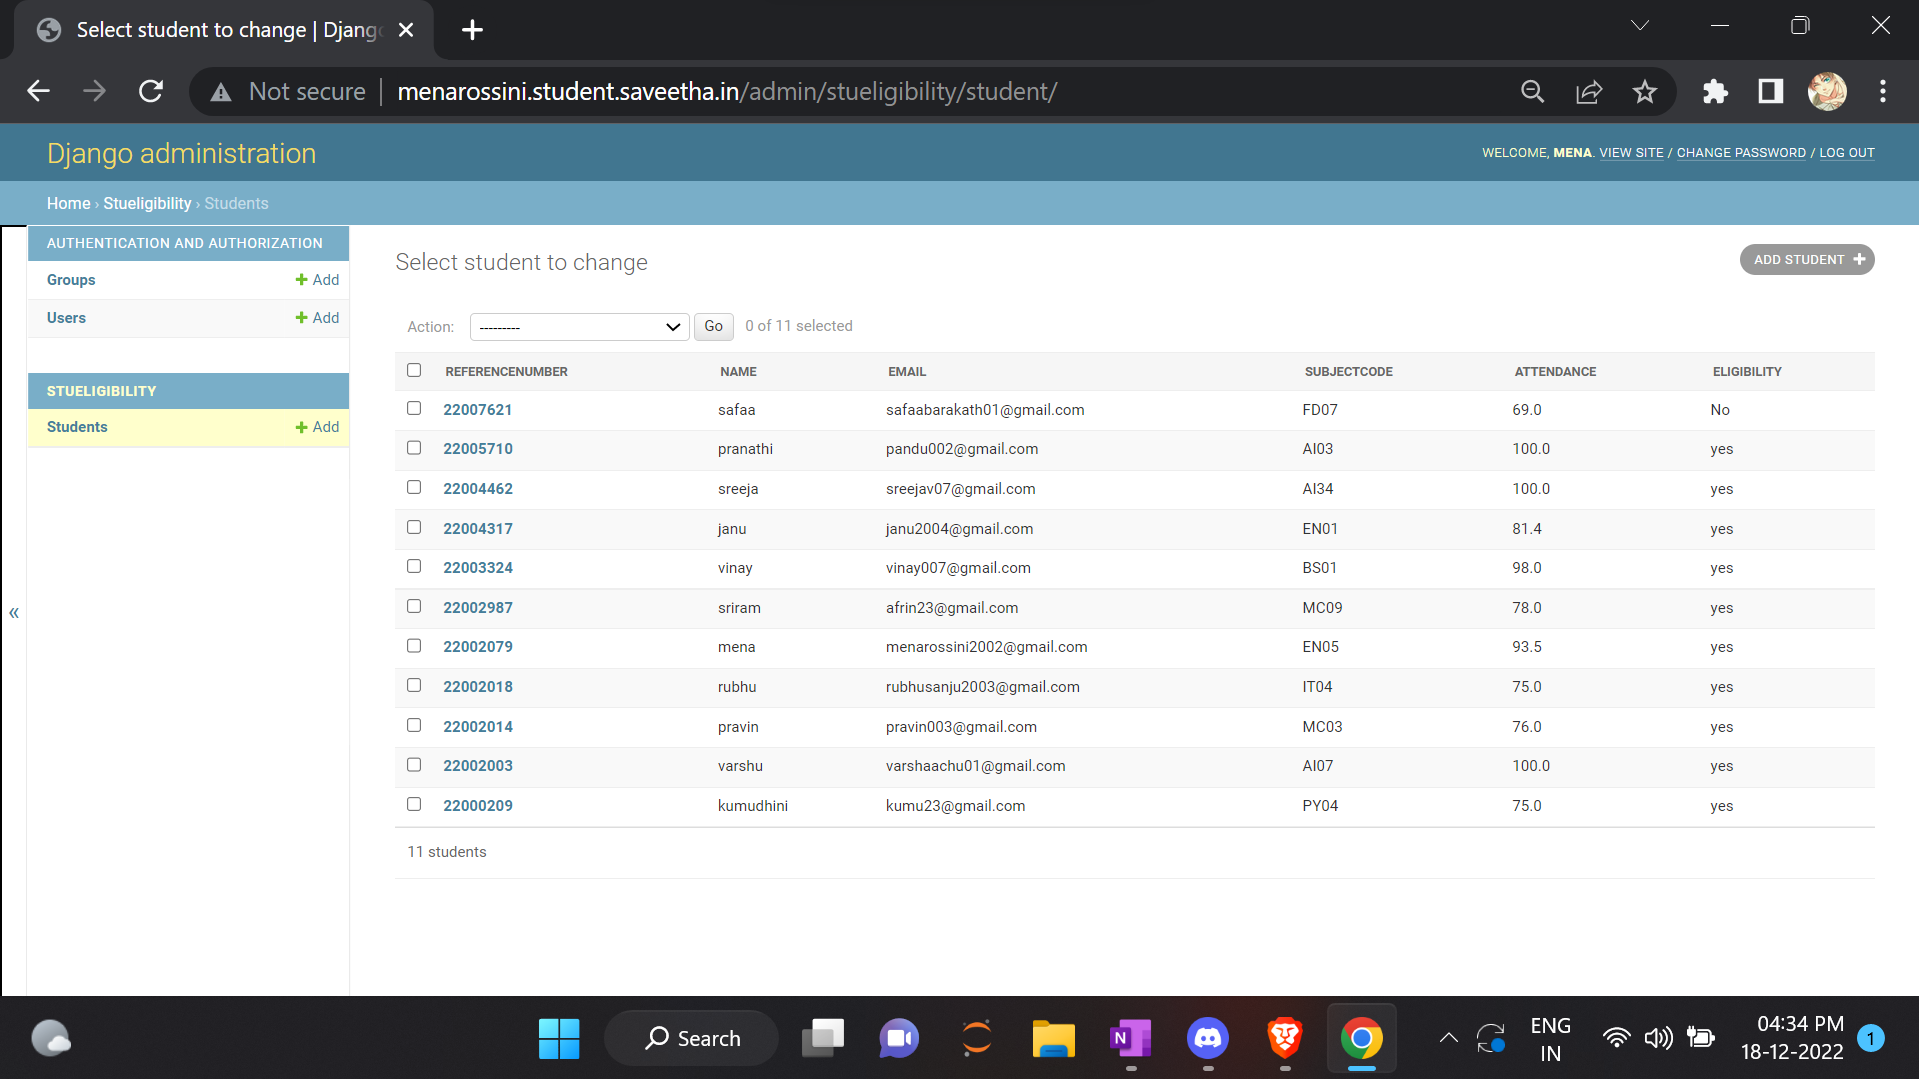 Select student to change | Djang
Not secure menarossini.student.saveetha.in/admin/stueligibility/student/
Django administration
WELCOME, MENA. VIEW SITE / CHANGE PASSWORD / LOG OUT
Home › Stueligibility › Students
AUTHENTICATION AND AUTHORIZATION
Groups + Add
Users + Add
STUELIGIBILITY
Students + Add
«
Select student to change
ADD STUDENT +
Action: --------- Go 0 of 11 selected
REFERENCENUMBER NAME EMAIL SUBJECTCODE ATTENDANCE ELIGIBILITY
22007621 safaa safaabarakath01@gmail.com FD07 69.0 No
22005710 pranathi pandu002@gmail.com AI03 100.0 yes
22004462 sreeja sreejav07@gmail.com AI34 100.0 yes
22004317 janu janu2004@gmail.com EN01 81.4 yes
22003324 vinay vinay007@gmail.com BS01 98.0 yes
22002987 sriram afrin23@gmail.com MC09 78.0 yes
22002079 mena menarossini2002@gmail.com EN05 93.5 yes
22002018 rubhu rubhusanju2003@gmail.com IT04 75.0 yes
22002014 pravin pravin003@gmail.com MC03 76.0 yes
22002003 varshu varshaachu01@gmail.com AI07 100.0 yes
22000209 kumudhini kumu23@gmail.com PY04 75.0 yes
11 students
Search
N
ENG
IN
04:34 PM
18-12-2022
1